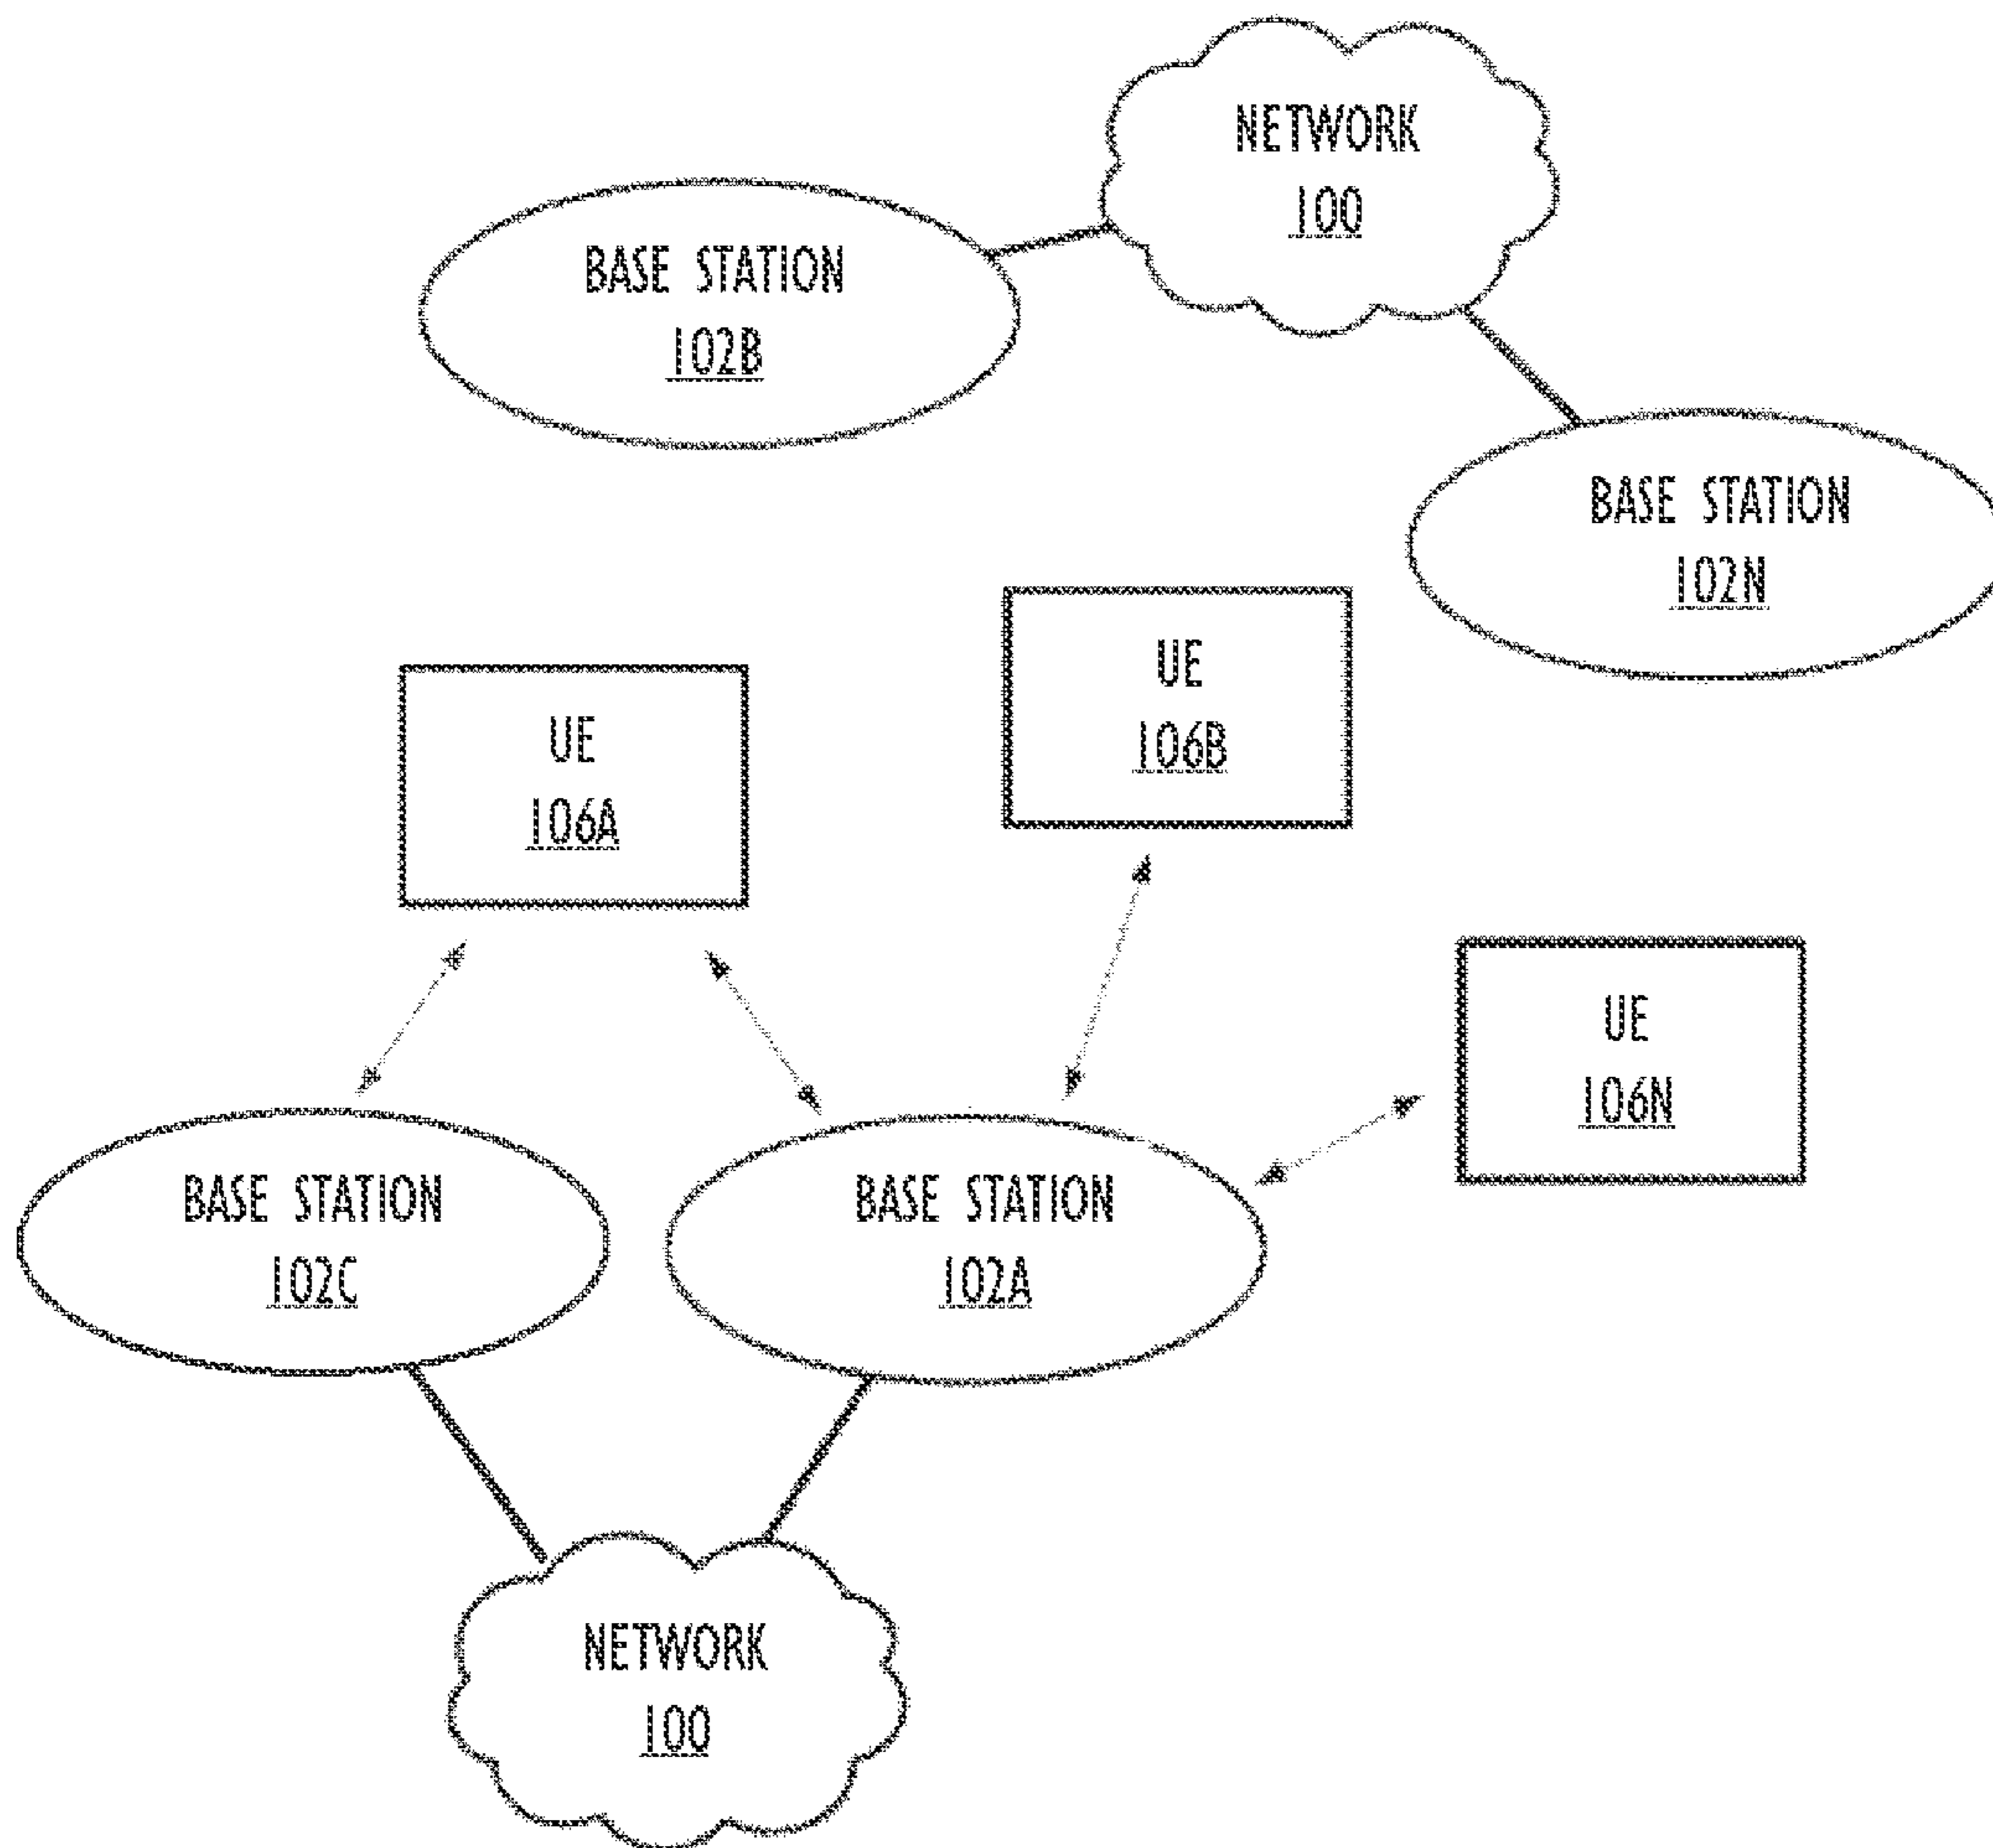 NETWORK
100
BASE STATION
102B
BASE STATION
102N
UE
106B
UE
106A
UE
106N
BASE STATION
102C
BASE STATION
102A
NETWORK
100